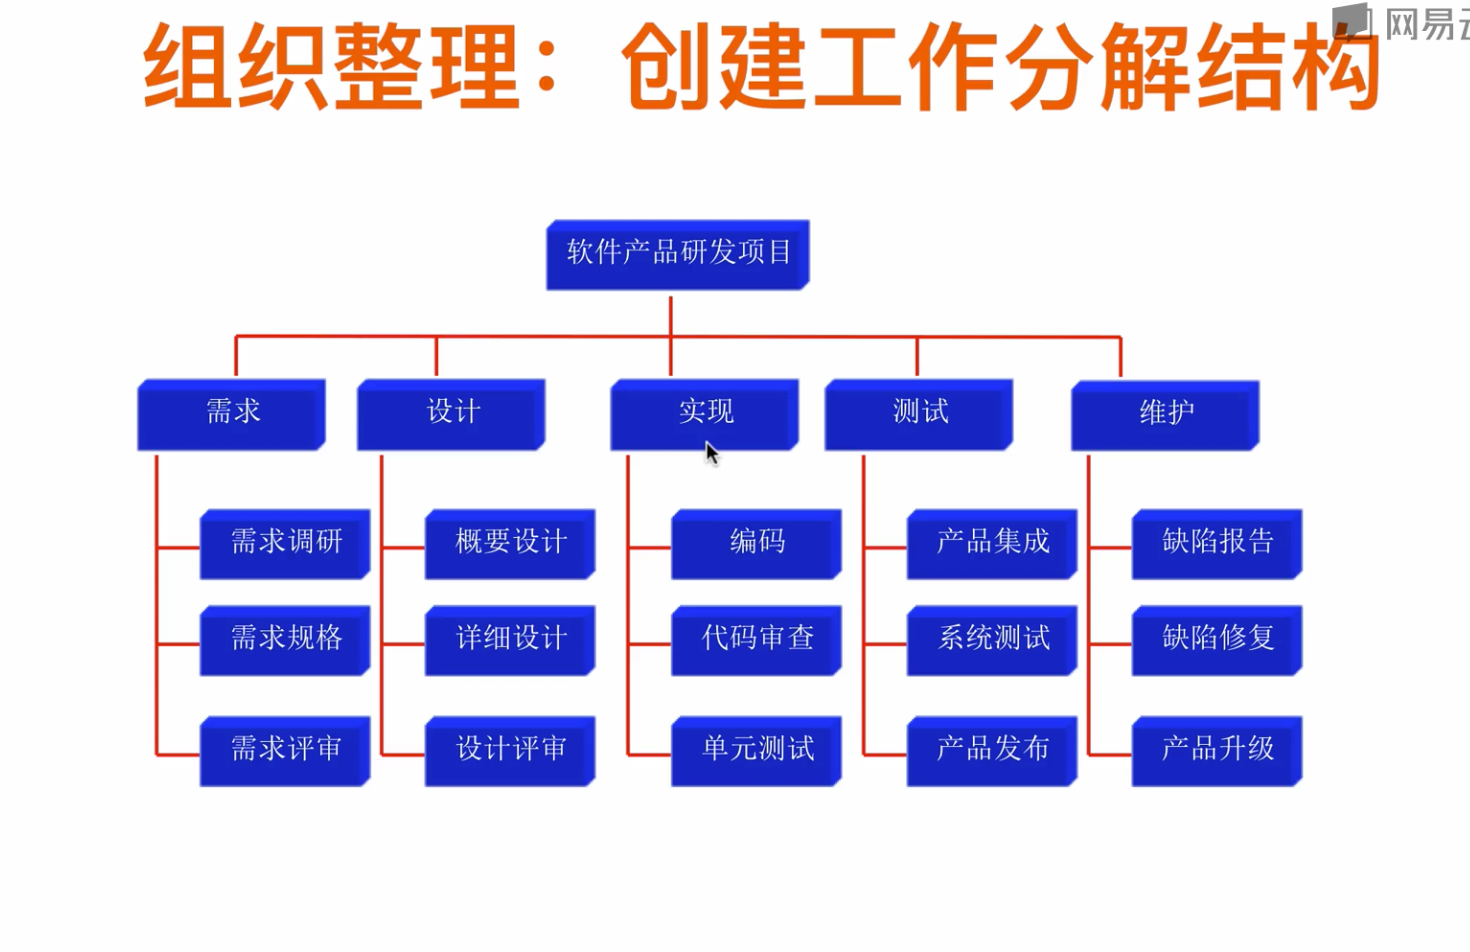 网易云
组织整理：创建工作分解结构
软件产品研发项目
需求
设计
实现
测试
维护
需求调研
概要设计
编码
产品集成
缺陷报告
需求规格
详细设计
代码审查
系统测试
缺陷修复
需求评审
设计评审
单元测试
产品发布
产品升级